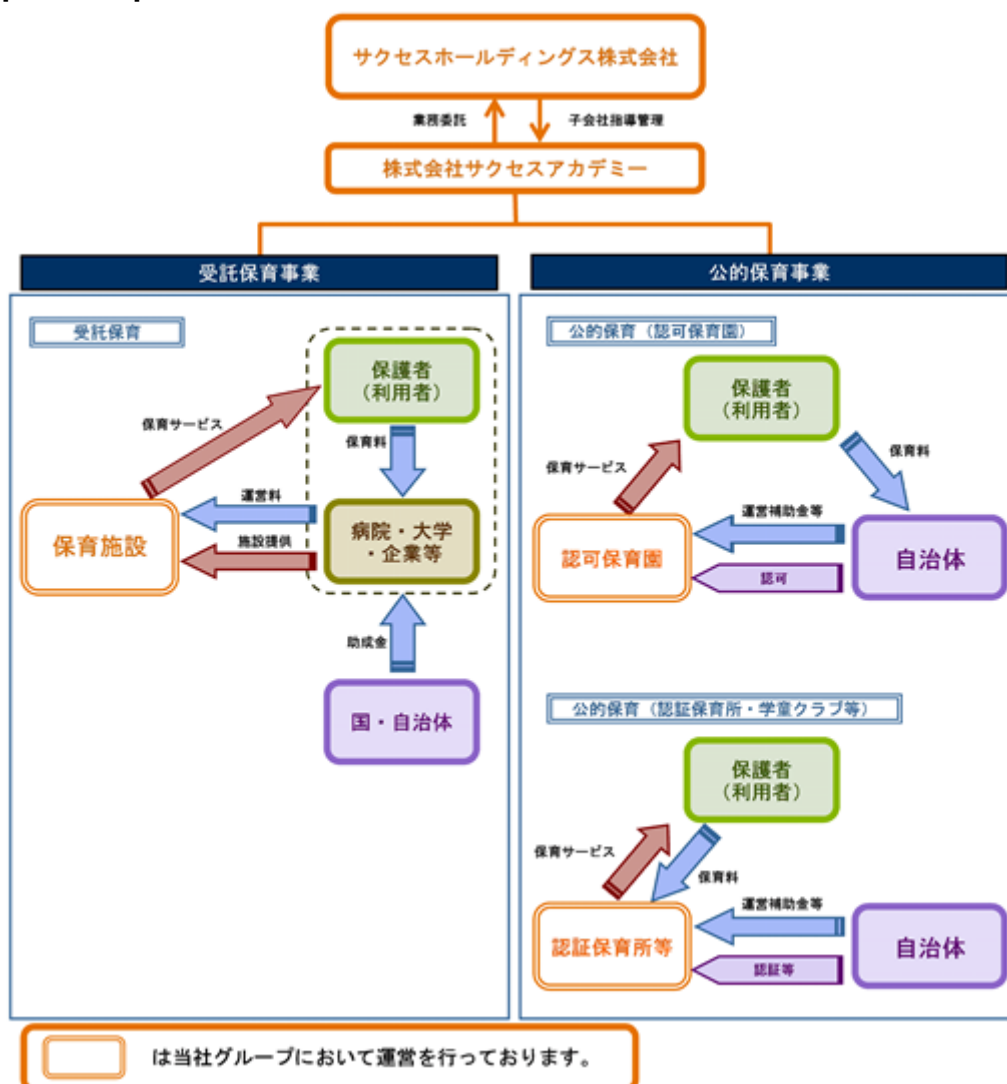 サクセスホールディングス株式会社
業務委託
子会社指導管理
株式会社サクセスアカデミー
受託保育事業
受託保育
保護者
(利用者)
保育サービス
保育料
運営料
施設提供
保育施設
病院・大学
・企業等
助成金
国・自治体
公的保育事業
公的保育（認可保育園）
保護者
(利用者)
保育サービス
保育料
運営補助金等
認可
認可保育園
自治体
公的保育（認証保育所・学童クラブ等）
保護者
(利用者)
保育サービス
保育料
運営補助金等
認証等
認証保育所等
自治体
は当社グループにおいて運営を行っております。